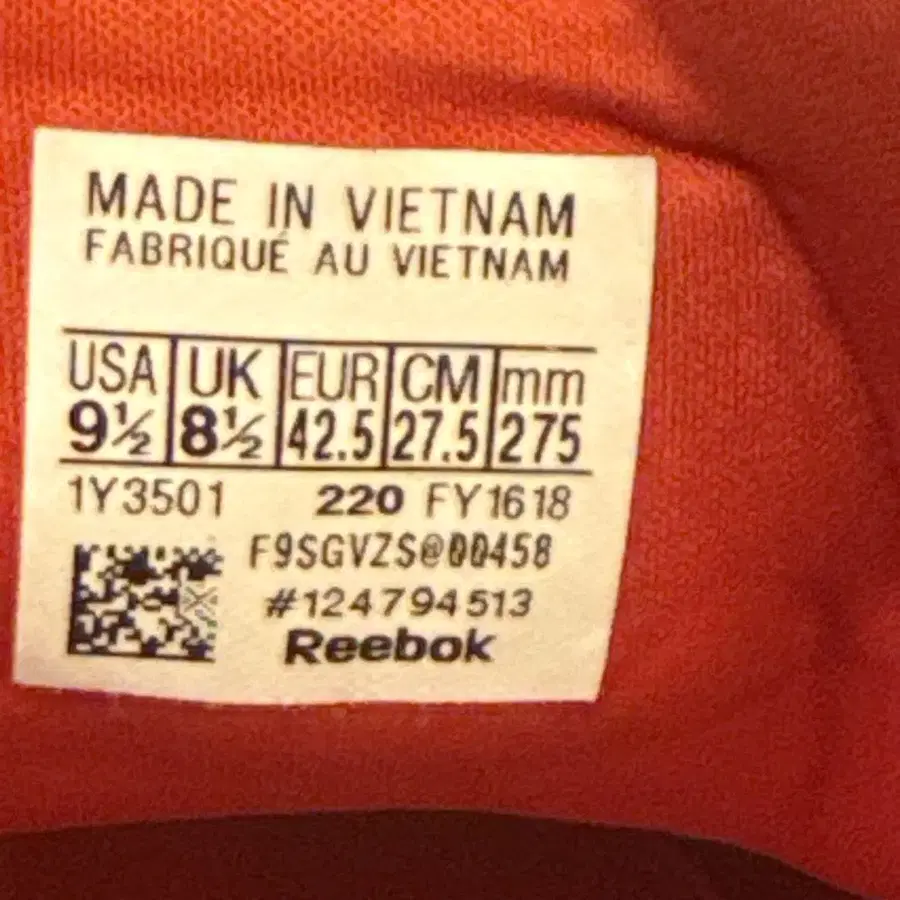 MADE IN VIETNAM
FABRIQUÉ AU VIETNAM
USA UK EUR CM mm
9½ 8½ 42.5 27.5 275
1Y3501 220 FY1618
F9SGVZS@00458
#124794513
Reebok